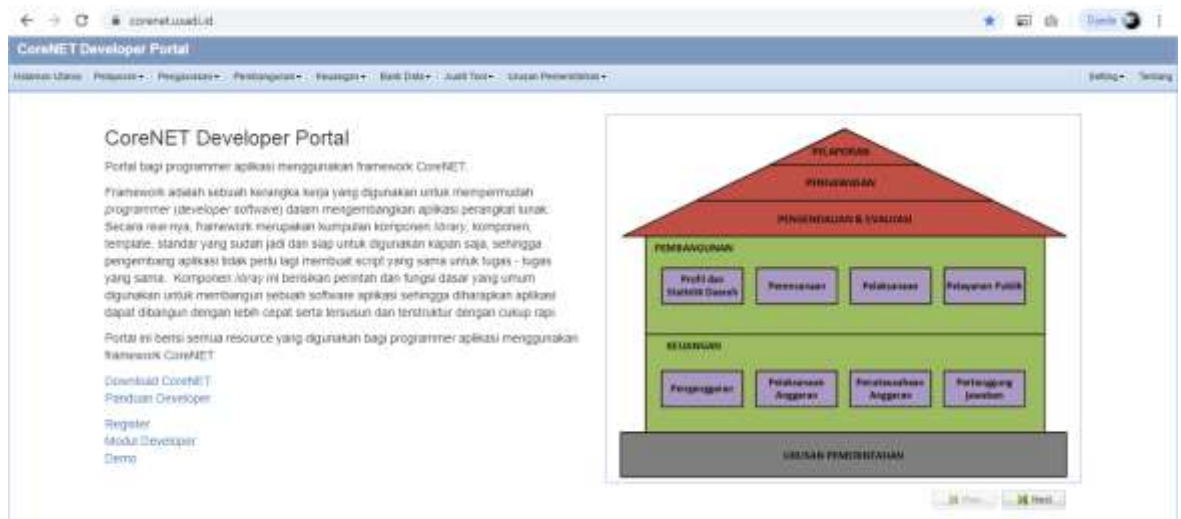 corenet.usadi.id
CoreNET Developer Portal
Halaman Utama Pelaporan Pengawasan Pembangunan Keuangan Bank Data Audit Tool Urusan Pemerintahan Setting Tentang
CoreNET Developer Portal
Portal bagi programmer aplikasi menggunakan framework CoreNET.
Framework adalah sebuah kerangka kerja yang digunakan untuk mempermudah
programmer (developer software) dalam mengembangkan aplikasi perangkat lunak.
Secara real-nya, framework merupakan kumpulan komponen library, komponen,
template, standar yang sudah jadi dan siap untuk digunakan kapan saja, sehingga
pengembang aplikasi tidak perlu lagi membuat script yang sama untuk tugas - tugas
yang sama. Komponen library ini berisikan perintah dan fungsi dasar yang umum
digunakan untuk membangun sebuah software aplikasi sehingga diharapkan aplikasi
dapat dibangun dengan lebih cepat serta tersusun dan terstruktur dengan cukup rapi.
Portal ini berisi semua resource yang digunakan bagi programmer aplikasi menggunakan
framework CoreNET.
Download CoreNET
Panduan Developer
Register
Modul Developer
Demo
PELAPORAN
PENGAWASAN
PENGENDALIAN & EVALUASI
PEMBANGUNAN
Profil dan
Statistik Daerah
Perencanaan
Pelaksanaan
Pelayanan Publik
KEUANGAN
Penganggaran
Pelaksanaan
Anggaran
Penatausahaan
Anggaran
Pertanggung
Jawaban
URUSAN PEMERINTAHAN
Prev
Next